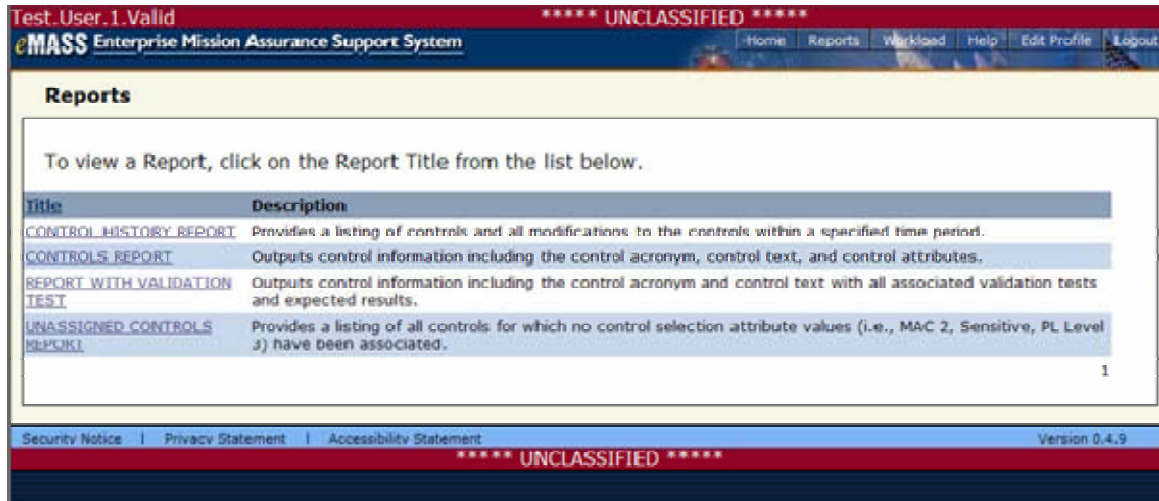 Test.User.1.Valid ***** UNCLASSIFIED *****
eMASS Enterprise Mission Assurance Support System Home Reports Workload Help Edit Profile Logout
Reports
To view a Report, click on the Report Title from the list below.
Title Description
CONTROL HISTORY REPORT Provides a listing of controls and all modifications to the controls within a specified time period.
CONTROLS REPORT Outputs control information including the control acronym, control text, and control attributes.
REPORT WITH VALIDATION Outputs control information including the control acronym and control text with all associated validation tests
TEST and expected results.
UNASSIGNED CONTROLS Provides a listing of all controls for which no control selection attribute values (i.e., MAC 2, Sensitive, PL Level
REPORT 3) have been associated.
1
Security Notice | Privacy Statement | Accessibility Statement Version 0.4.9
***** UNCLASSIFIED *****